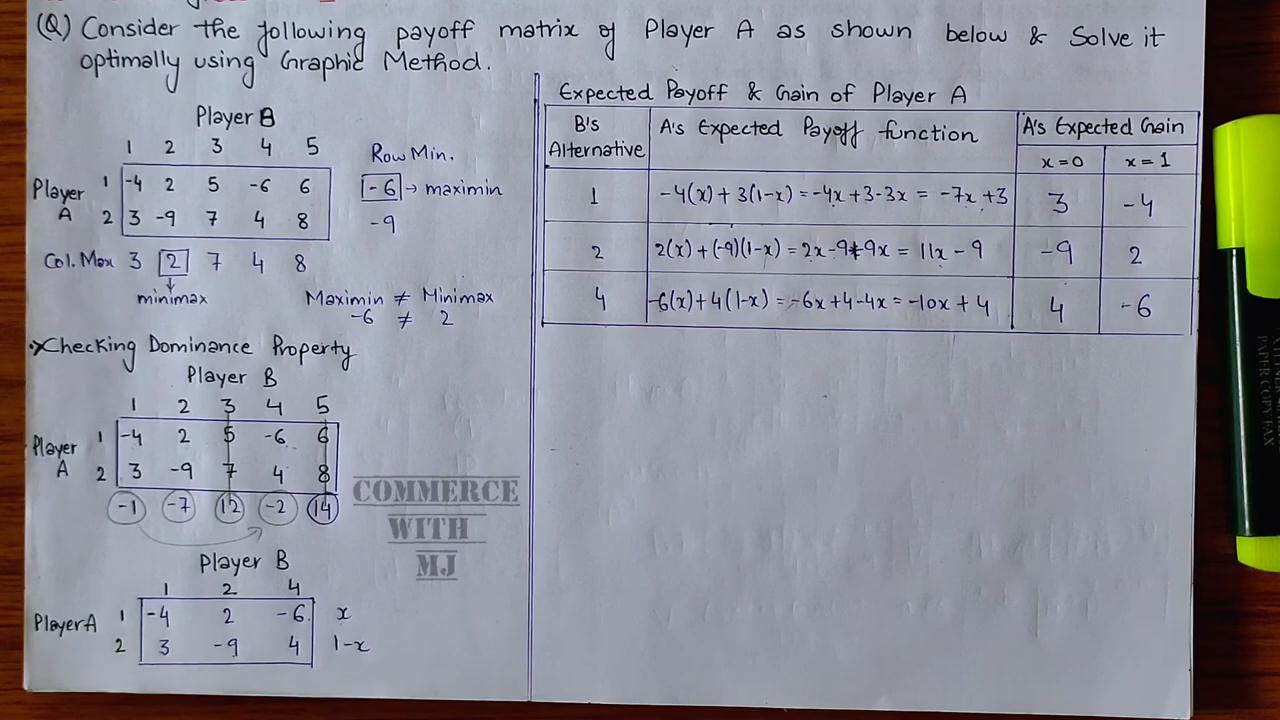 (Q) Consider the following payoff matrix of Player A as shown below & Solve it
optimally using Graphic Method.
Player B
1 2 3 4 5
Row Min.
Player A 1 -4 2 5 -6 6 -6 → maximin
2 3 -9 7 4 8 -9
Col. Max 3 2 7 4 8
↓
minimax
Maximin ≠ Minimax
-6 ≠ 2
Checking Dominance Property
Player B
1 2 3 4 5
Player A 1 -4 2 5 -6 6
2 3 -9 7 4 8
-1 -7 12 -2 14
Player B
1 2 4
Player A 1 -4 2 -6 x
2 3 -9 4 1-x
Expected Payoff & Gain of Player A
B's Alternative A's Expected Payoff function A's Expected Gain
x=0 x=1
1 -4(x) + 3(1-x) = -4x+3-3x = -7x+3 3 -4
2 2(x)+(-9)(1-x) = 2x-9+9x = 11x-9 -9 2
4 -6(x)+4(1-x) = -6x+4-4x = -10x+4 4 -6
COMMERCE
WITH
MJ